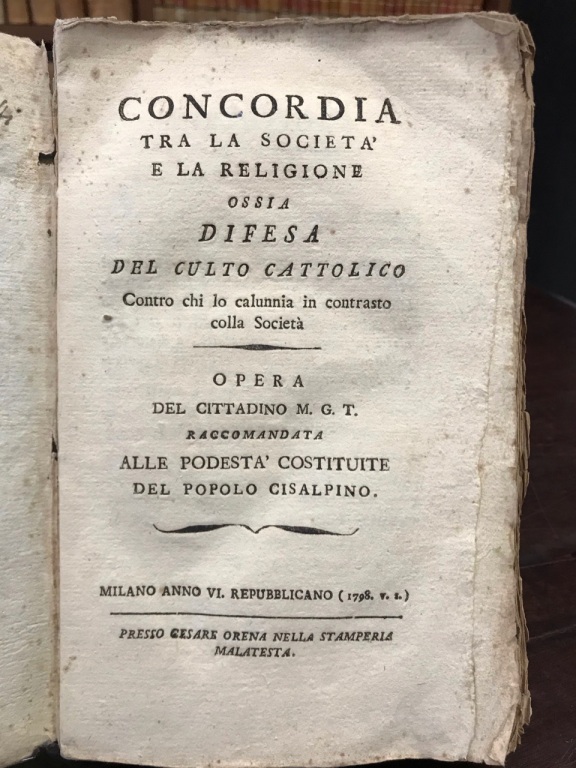 CONCORDIA
TRA LA SOCIETA'
E LA RELIGIONE
OSSIA
DIFESA
DEL CULTO CATTOLICO
Contro chi lo calunnia in contrasto
colla Società
OPERA
DEL CITTADINO M. G. T.
RACCOMANDATA
ALLE PODESTA' COSTITUITE
DEL POPOLO CISALPINO.
MILANO ANNO VI. REPUBBLICANO (1798. v. s.)
PRESSO CESARE ORENA NELLA STAMPERIA
MALATESTA.